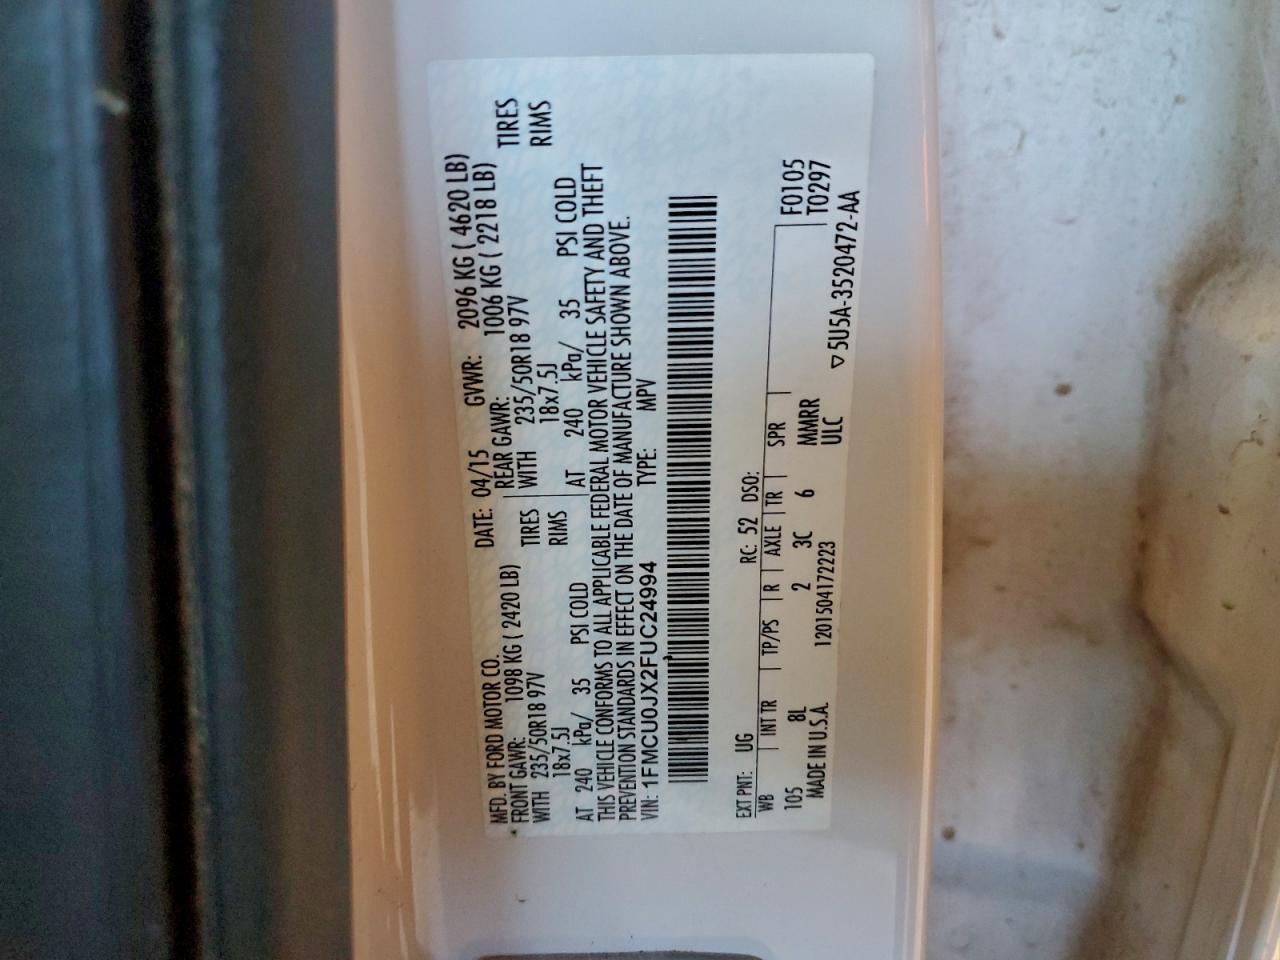 MFD. BY FORD MOTOR CO. DATE: 04/15 GVWR: 2096 KG ( 4620 LB)
FRONT GAWR: 1098 KG ( 2420 LB) REAR GAWR: 1006 KG ( 2218 LB)
WITH 235/50R18 97V TIRES WITH 235/50R18 97V TIRES
18x7.5J RIMS 18x7.5J RIMS
AT 240 kPa/ 35 PSI COLD AT 240 kPa/ 35 PSI COLD
THIS VEHICLE CONFORMS TO ALL APPLICABLE FEDERAL MOTOR VEHICLE SAFETY AND THEFT
PREVENTION STANDARDS IN EFFECT ON THE DATE OF MANUFACTURE SHOWN ABOVE.
VIN: 1FMCU0JX2FUC24994 TYPE: MPV
EXT PNT: UG RC: 52 DSO:
WB INT TR TP/PS R AXLE TR SPR F0105
105 8L 2 3C 6 MMRRR T0297
MADE IN U.S.A. 1201504172223 ULC ▽5U5A-3520472-AA